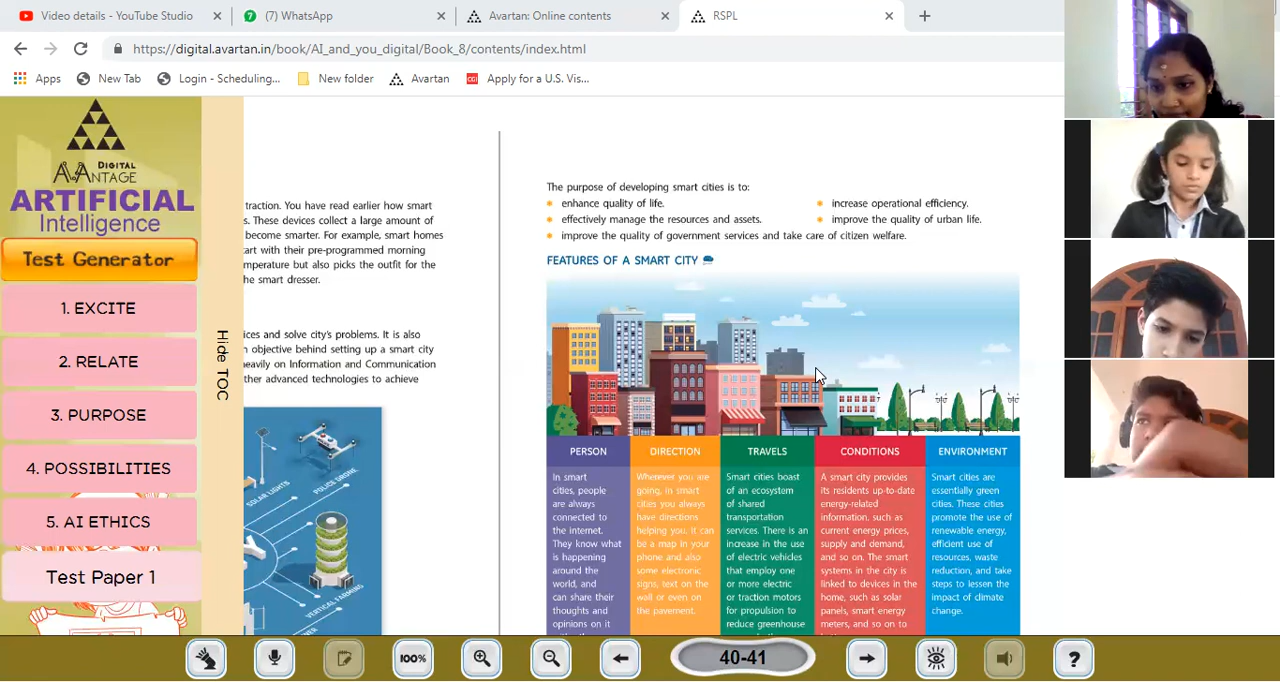 Video details - YouTube Studio
(7) WhatsApp
Avartan: Online contents
RSPL
https://digital.avartan.in/book/AI_and_you_digital/Book_8/contents/index.html
Apps
New Tab
Login - Scheduling...
New folder
Avartan
Apply for a U.S. Vis...
DIGITAL
AVANTAGE
ARTIFICIAL
Intelligence
Test Generator
1. EXCITE
2. RELATE
3. PURPOSE
4. POSSIBILITIES
5. AI ETHICS
Test Paper 1
Hide TOC
traction. You have read earlier how smart
s. These devices collect a large amount of
become smarter. For example, smart homes
art with their pre-programmed morning
mperature but also picks the outfit for the
he smart dresser.
ices and solve city's problems. It is also
n objective behind setting up a smart city
eavily on Information and Communication
ther advanced technologies to achieve
SOLAR LIGHTS
POLICE DRONE
VERTICAL FARMING
The purpose of developing smart cities is to:
enhance quality of life.
increase operational efficiency.
effectively manage the resources and assets.
improve the quality of urban life.
improve the quality of government services and take care of citizen welfare.
FEATURES OF A SMART CITY
PERSON
In smart
cities, people
are always
connected to
the internet.
They know what
is happening
around the
world, and
can share their
thoughts and
opinions on it
DIRECTION
Wherever you are
going, in smart
cities you always
have directions
helping you. It can
be a map in your
phone and also
some electronic
signs, text on the
wall or even on
the pavement.
TRAVELS
Smart cities boast
of an ecosystem
of shared
transportation
services. There is an
increase in the use
of electric vehicles
that employ one
or more electric
or traction motors
for propulsion to
reduce greenhouse
CONDITIONS
A smart city provides
its residents up-to-date
energy-related
information, such as
current energy prices,
supply and demand,
and so on. The smart
systems in the city is
linked to devices in the
home, such as solar
panels, smart energy
meters, and so on to
ENVIRONMENT
Smart cities are
essentially green
cities. These cities
promote the use of
renewable energy,
efficient use of
resources, waste
reduction, and take
steps to lessen the
impact of climate
change.
100%
40-41
?